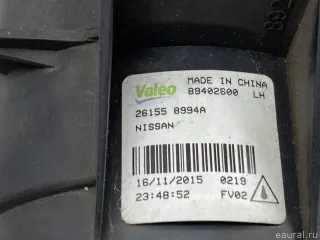 Valeo
MADE IN CHINA
89402600 LH
26155 8994A
NISSAN
16/11/2015 0219
23:48:52 FV02
© eaural.ru